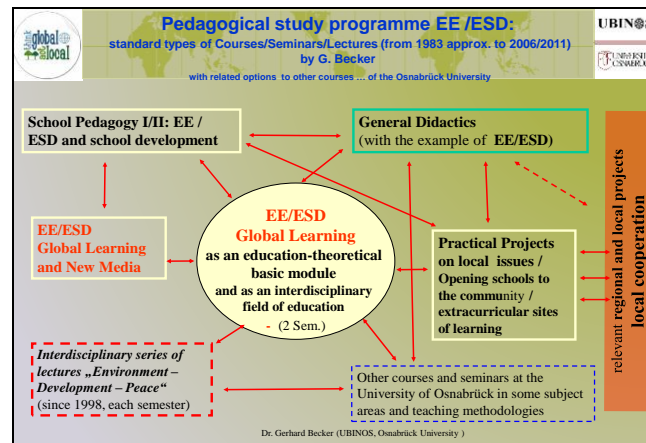 global
local
Pedagogical study programme EE /ESD:
standard types of Courses/Seminars/Lectures (from 1983 approx. to 2006/2011)
by G. Becker
with related options to other courses ... of the Osnabrück University
UBINOS
UNIVERSITÄT
OSNABRÜCK
School Pedagogy I/II: EE /
ESD and school development
General Didactics
(with the example of EE/ESD)
EE/ESD
Global Learning
and New Media
EE/ESD
Global Learning
as an education-theoretical
basic module
and as an interdisciplinary
field of education
- (2 Sem.)
Practical Projects
on local issues /
Opening schools to
the community /
extracurricular sites
of learning
relevant regional and local projects
local cooperation
Interdisciplinary series of
lectures „Environment –
Development – Peace“
(since 1998, each semester)
Other courses and seminars at the
University of Osnabrück in some subject
areas and teaching methodologies
Dr. Gerhard Becker (UBINOS, Osnabrück University )